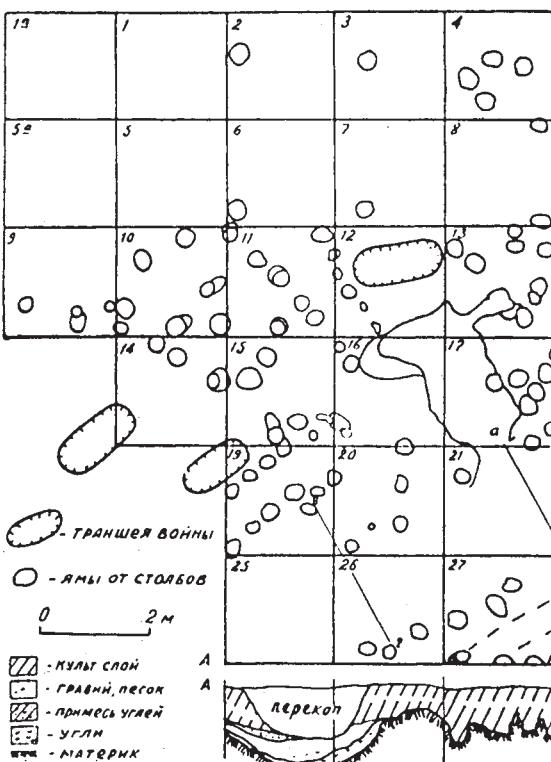 1а 1 2 3 4
5а 5 6 7 8
9 10 11 12 13
14 15 16 17
а
19 20 21
- ТРАНШЕЯ ВОЙНЫ
25 26 27
- ЯМЫ ОТ СТОЛБОВ
0 2 м
2
- КУЛЬТ СЛОЙ А
- ГРАВИЙ, ПЕСОК А
перекоп
- ПРИМЕСЬ УГЛЕЙ
- УГЛИ
- МАТЕРИК